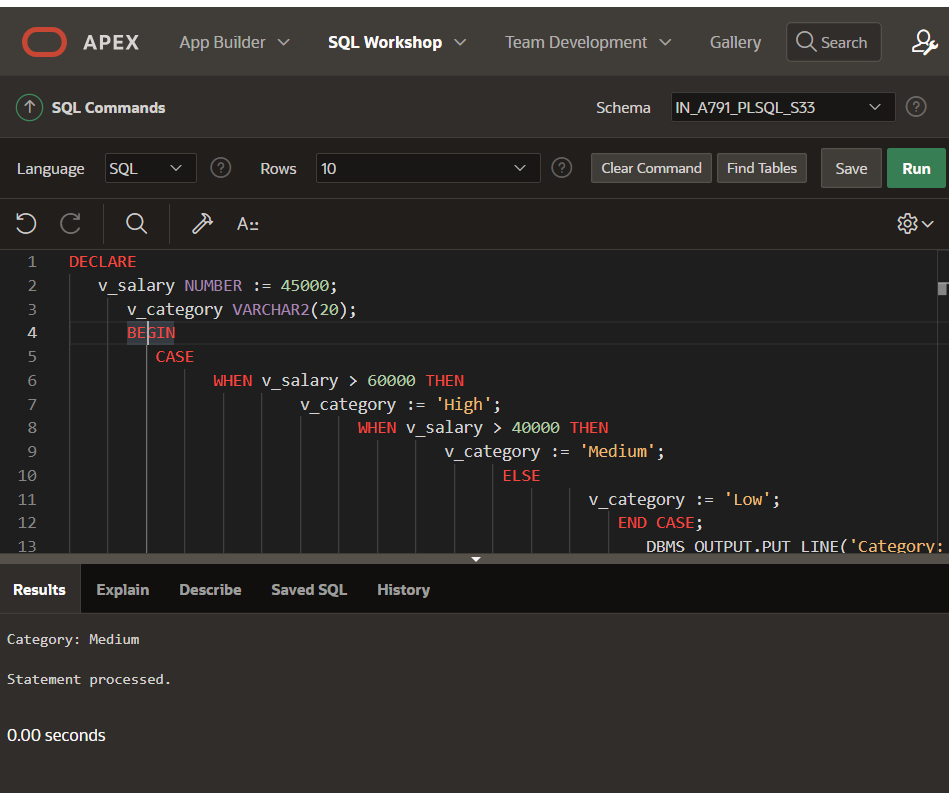 APEX App Builder SQL Workshop Team Development Gallery Search
SQL Commands Schema IN_A791_PLSQL_S33 ?
Language SQL ? Rows 10 ? Clear Command Find Tables Save Run
A::
1 DECLARE
2 v_salary NUMBER := 45000;
3 v_category VARCHAR2(20);
4 BEGIN
5 CASE
6 WHEN v_salary > 60000 THEN
7 v_category := 'High';
8 WHEN v_salary > 40000 THEN
9 v_category := 'Medium';
10 ELSE
11 v_category := 'Low';
12 END CASE;
13 DBMS_OUTPUT.PUT_LINE('Category:
Results Explain Describe Saved SQL History
Category: Medium
Statement processed.
0.00 seconds